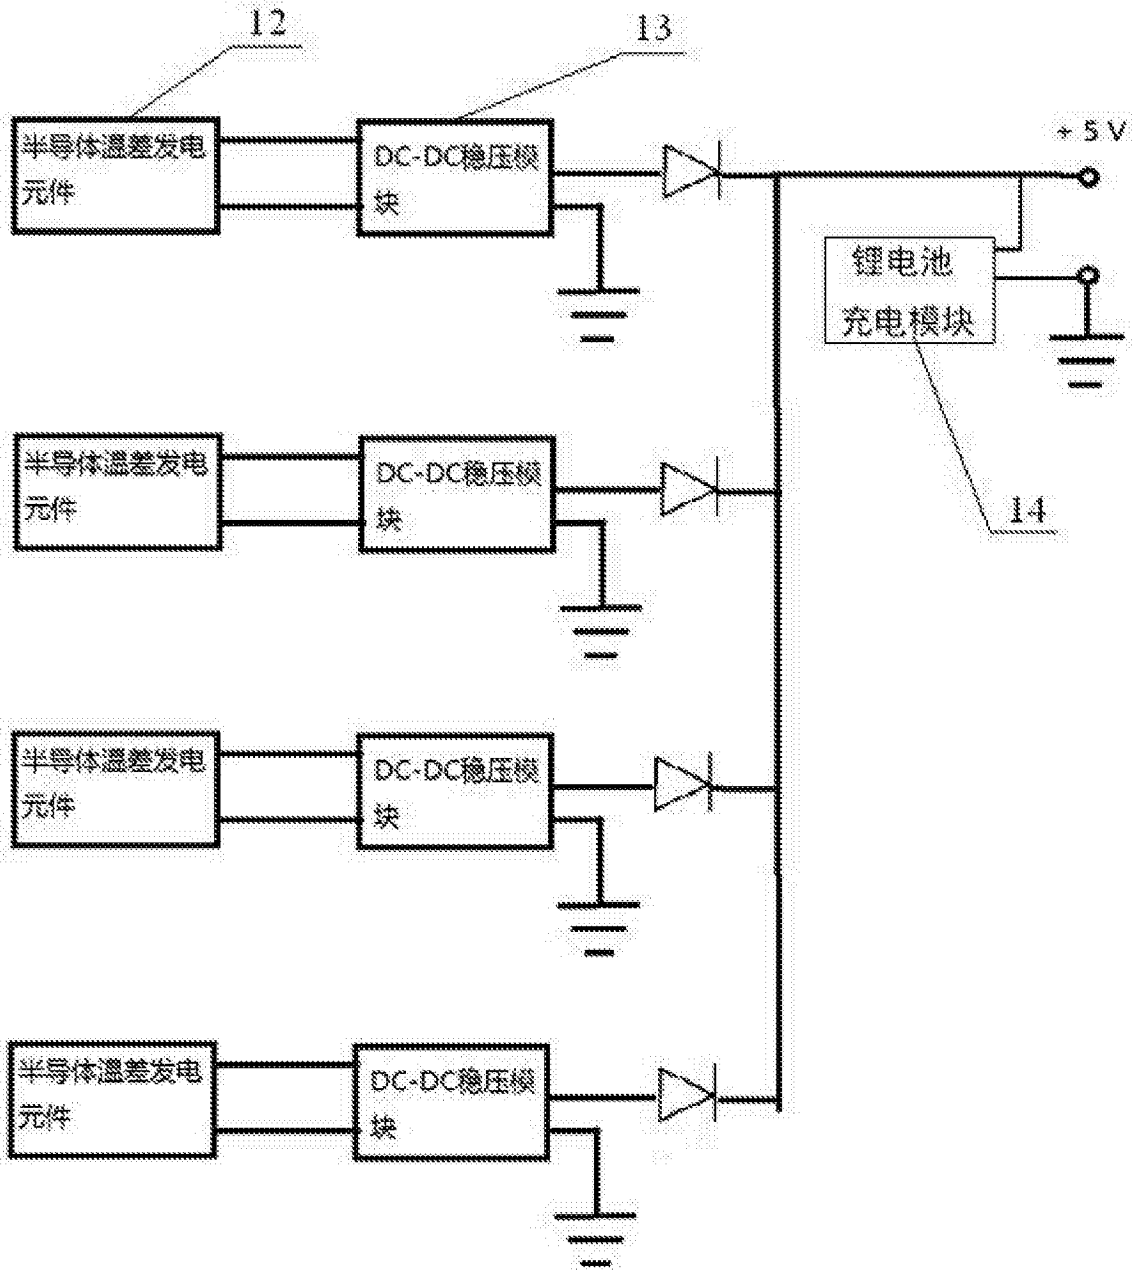 12
13
半导体温差发电
元件
DC-DC稳压模
块
+ 5 V
锂电池
充电模块
14
半导体温差发电
元件
DC-DC稳压模
块
半导体温差发电
元件
DC-DC稳压模
块
半导体温差发电
元件
DC-DC稳压模
块